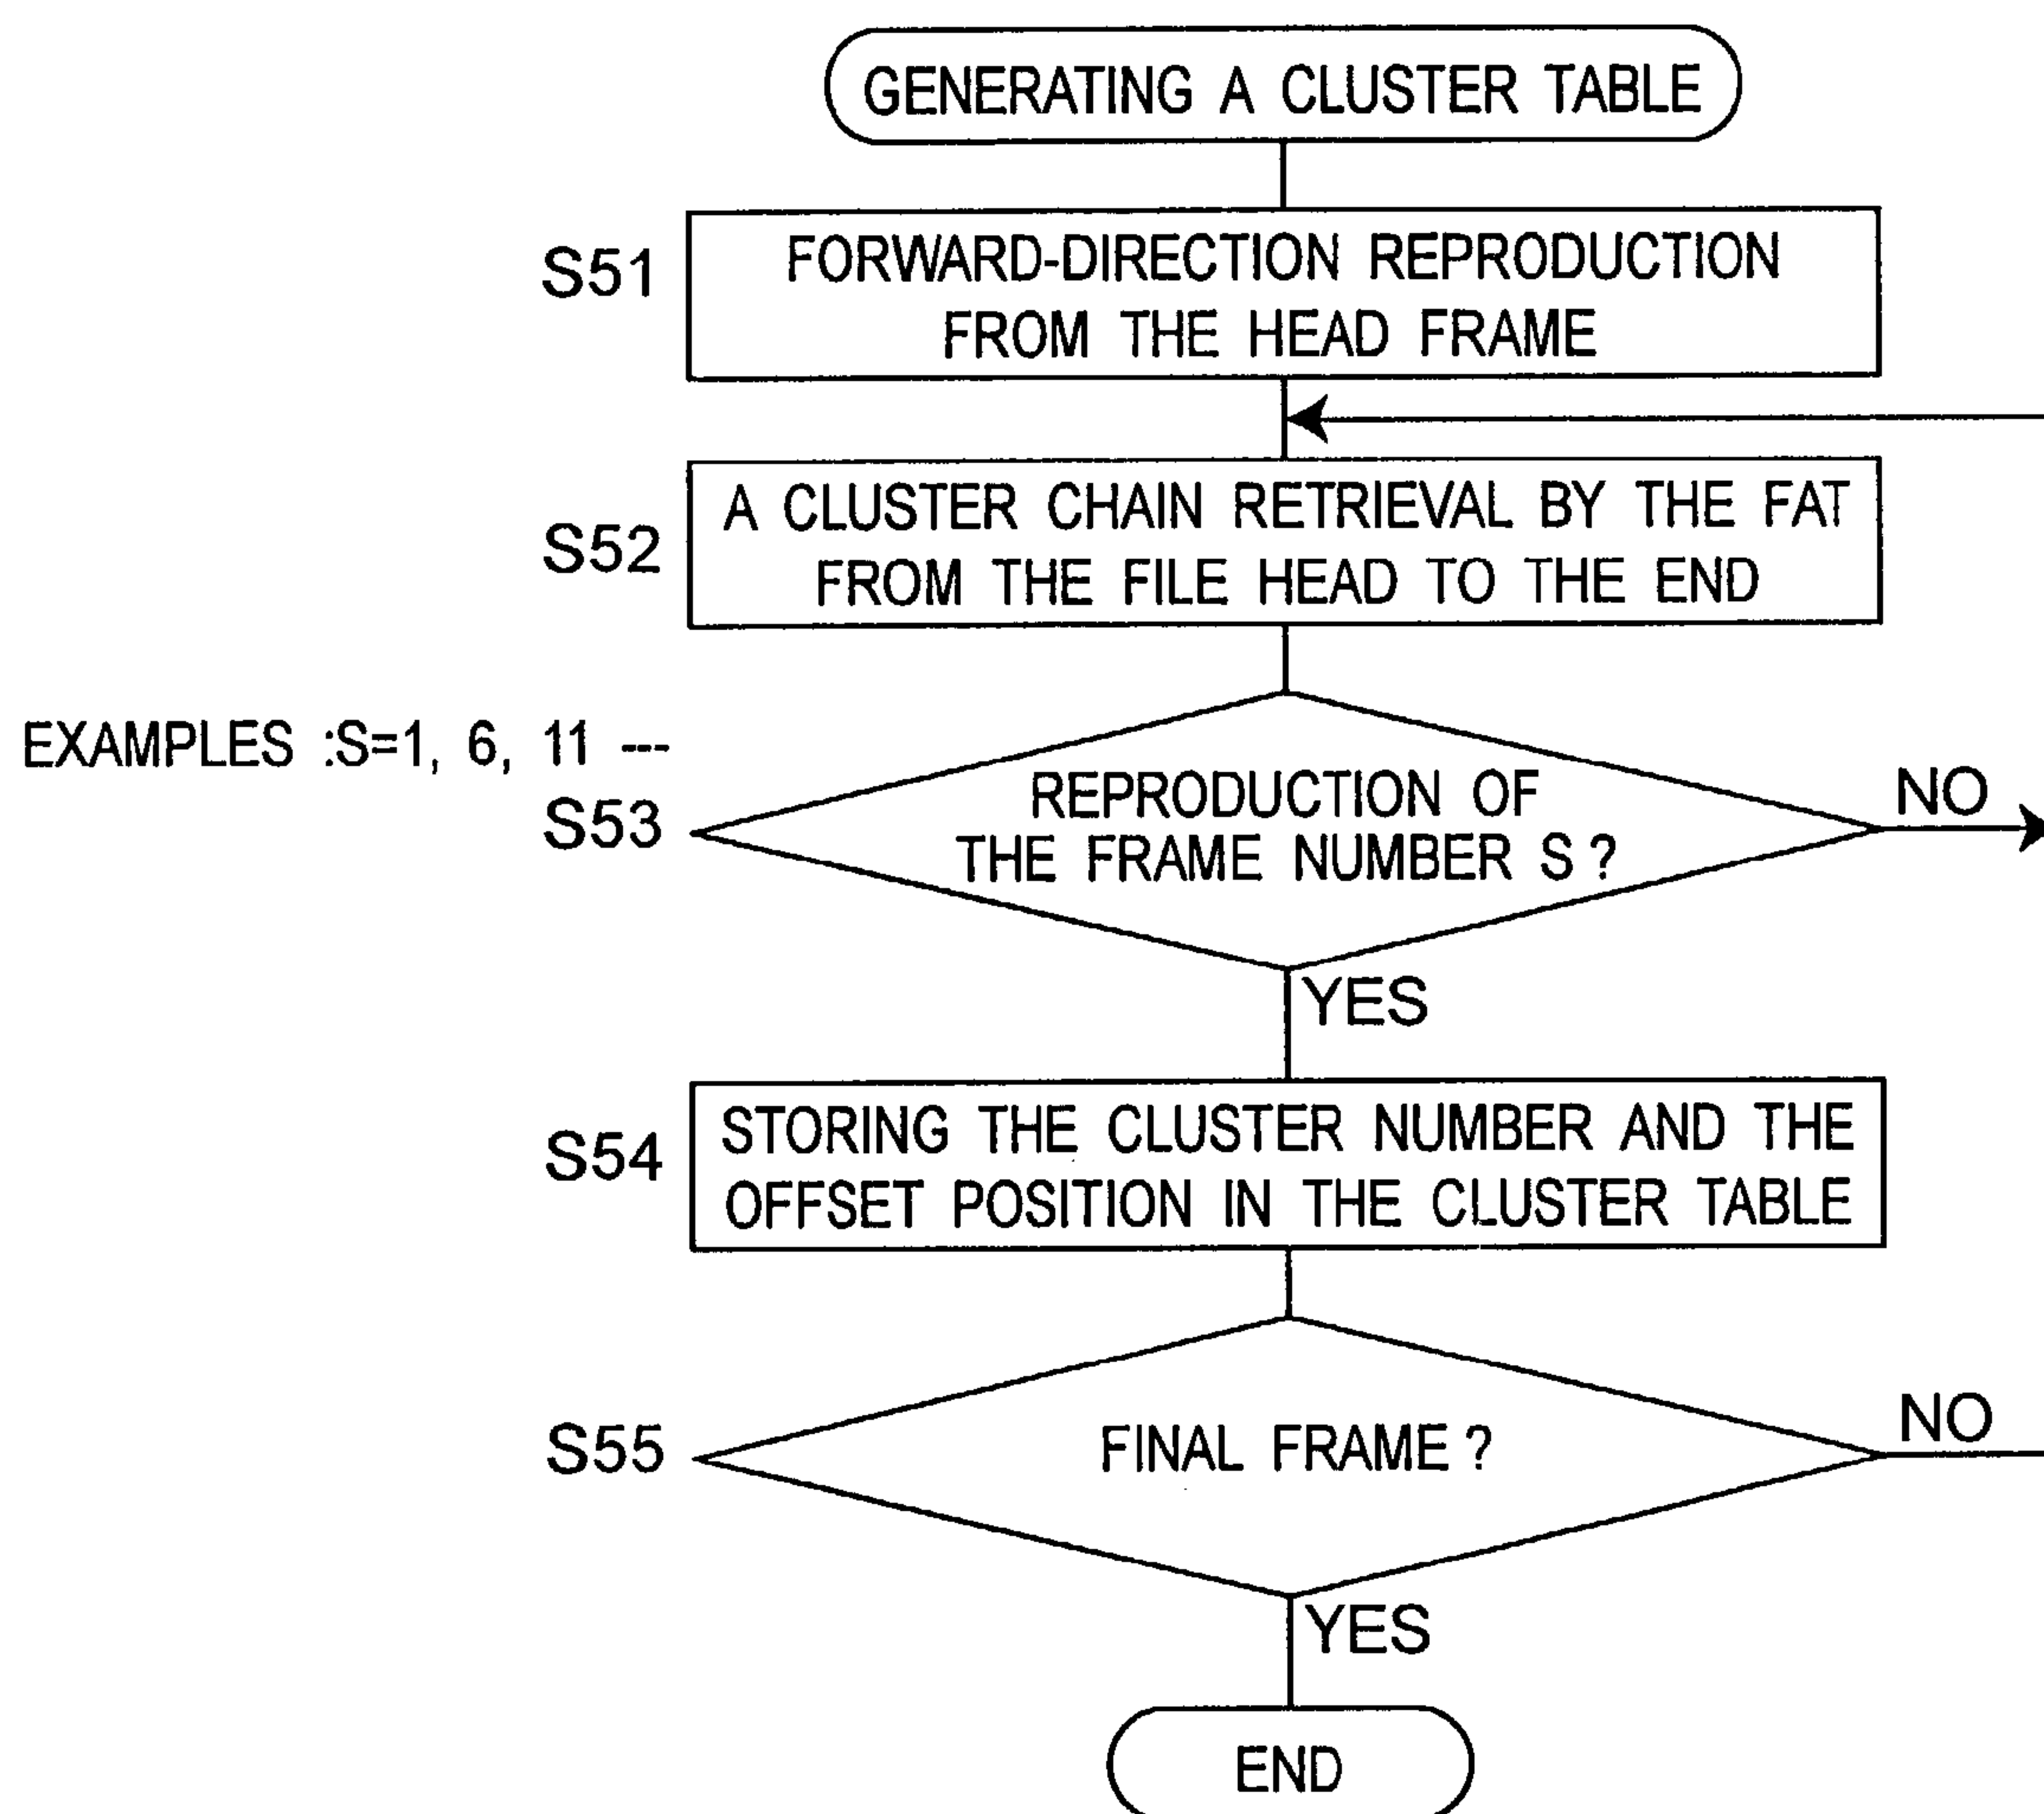 GENERATING A CLUSTER TABLE
S51
FORWARD-DIRECTION REPRODUCTION
FROM THE HEAD FRAME
S52
A CLUSTER CHAIN RETRIEVAL BY THE FAT
FROM THE FILE HEAD TO THE END
EXAMPLES :S=1, 6, 11 ---
S53
REPRODUCTION OF
THE FRAME NUMBER S ?
NO
YES
S54
STORING THE CLUSTER NUMBER AND THE
OFFSET POSITION IN THE CLUSTER TABLE
S55
FINAL FRAME ?
NO
YES
END